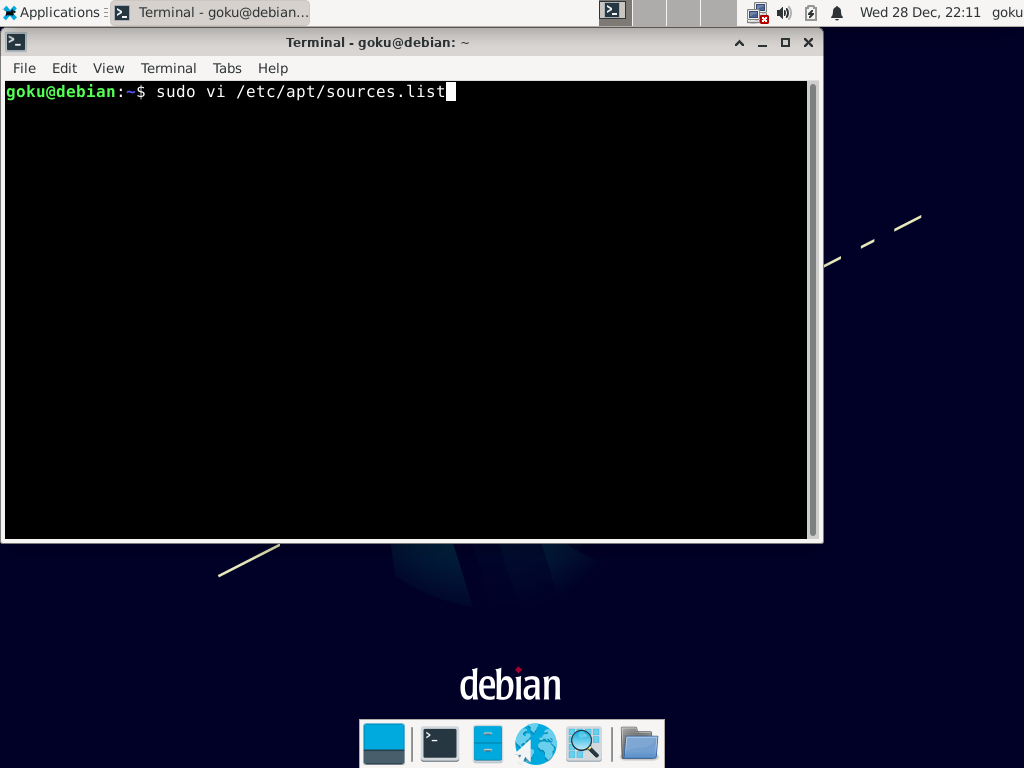 Applications
Terminal - goku@debian...
Wed 28 Dec, 22:11
goku
Terminal - goku@debian: ~
File Edit View Terminal Tabs Help
goku@debian:~$ sudo vi /etc/apt/sources.list
debian